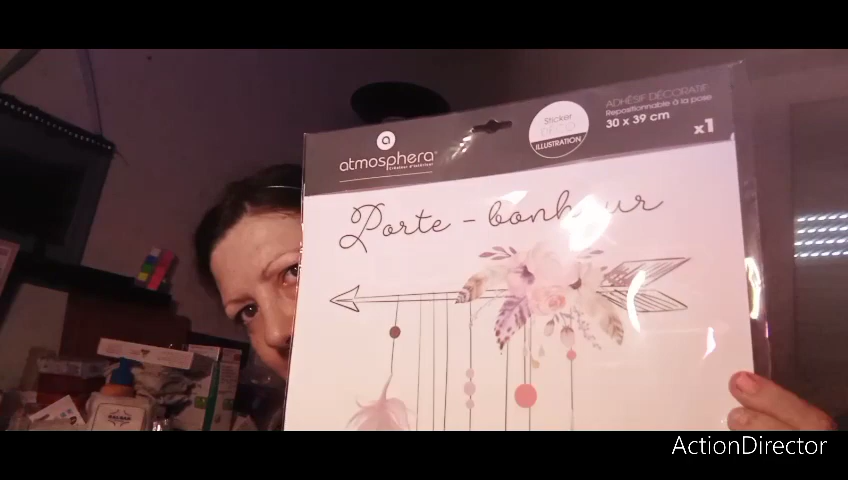 atmosphera
Créateur d'intérieur
Sticker
ILLUSTRATION
ADHÉSIF DÉCORATIF
Repositionnable à la pose
30 x 39 cm
x1
Porte-bonheur
ActionDirector